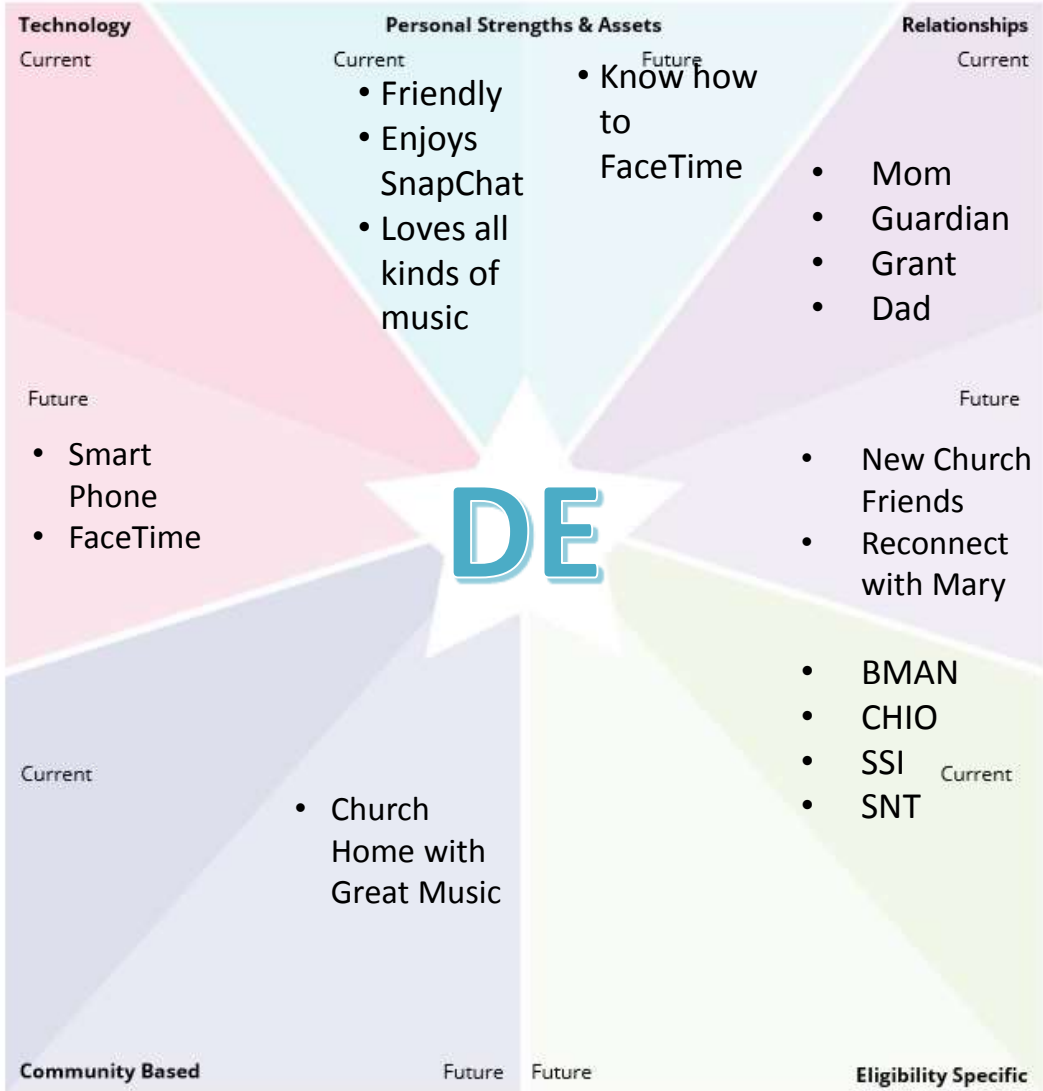 Technology
Current
Personal Strengths & Assets
Current
• Friendly
• Enjoys
SnapChat
• Loves all
kinds of
music
Future
• Know how
to
FaceTime
Relationships
Current
• Mom
• Guardian
• Grant
• Dad
Future
• Smart
Phone
• FaceTime
DE
Future
• New Church
Friends
• Reconnect
with Mary
Current
• Church
Home with
Great Music
• BMAN
• CHIO
• SSI
• SNT
Current
Community Based
Future
Future
Eligibility Specific